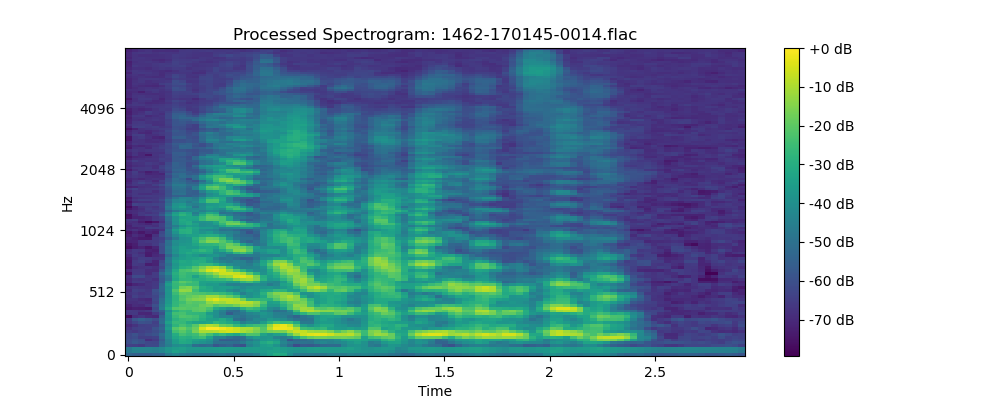 Processed Spectrogram: 1462-170145-0014.flac
+0 dB
-10 dB
-20 dB
-30 dB
-40 dB
-50 dB
-60 dB
-70 dB
4096
2048
1024
512
0
Hz
0 0.5 1 1.5 2 2.5
Time